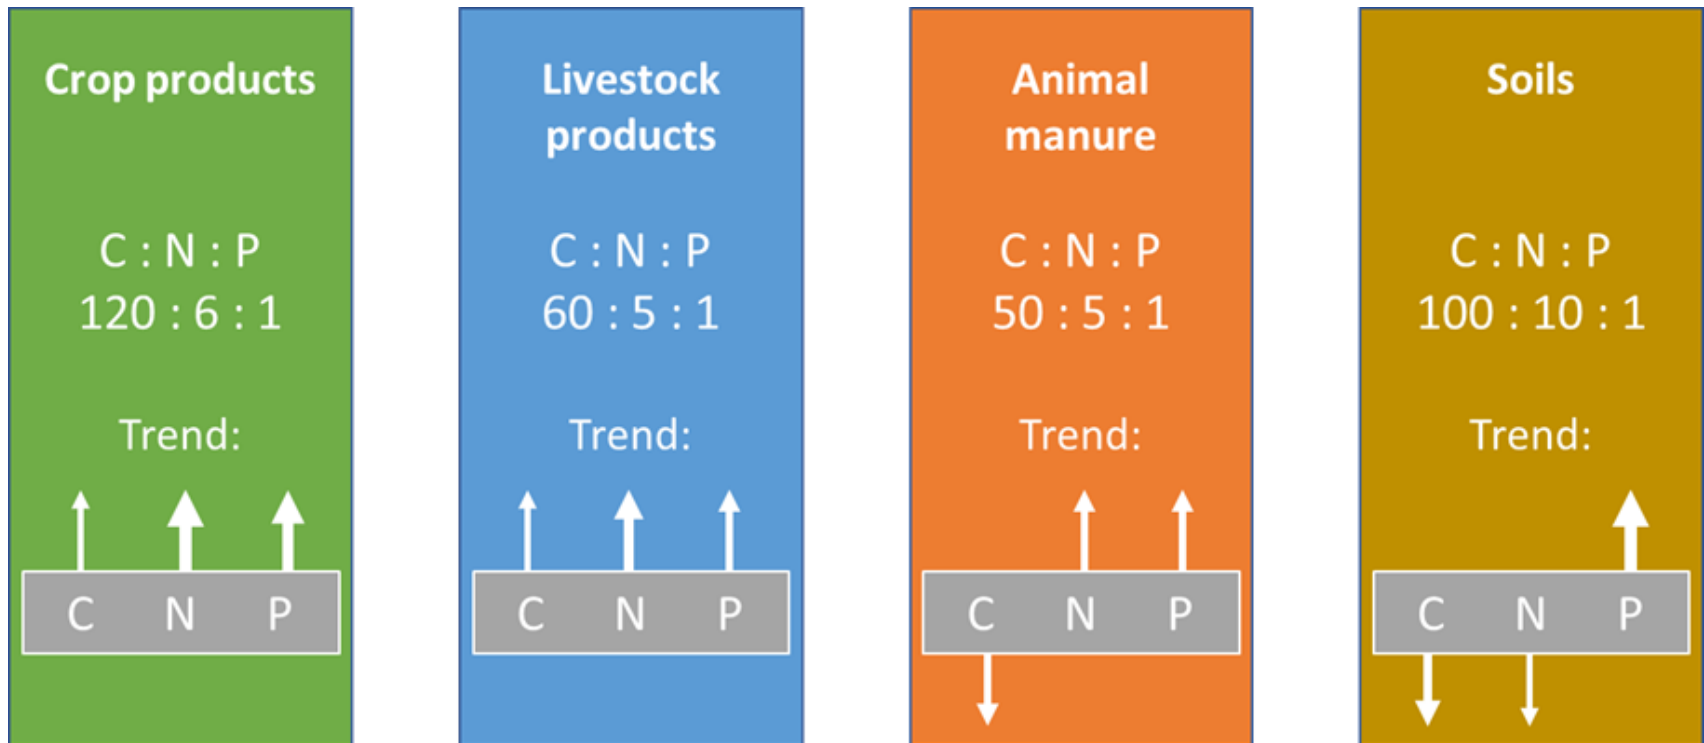 Crop products
C : N : P
120 : 6 : 1
Trend:
C N P
Livestock
products
C : N : P
60 : 5 : 1
Trend:
C N P
Animal
manure
C : N : P
50 : 5 : 1
Trend:
C N P
Soils
C : N : P
100 : 10 : 1
Trend:
C N P